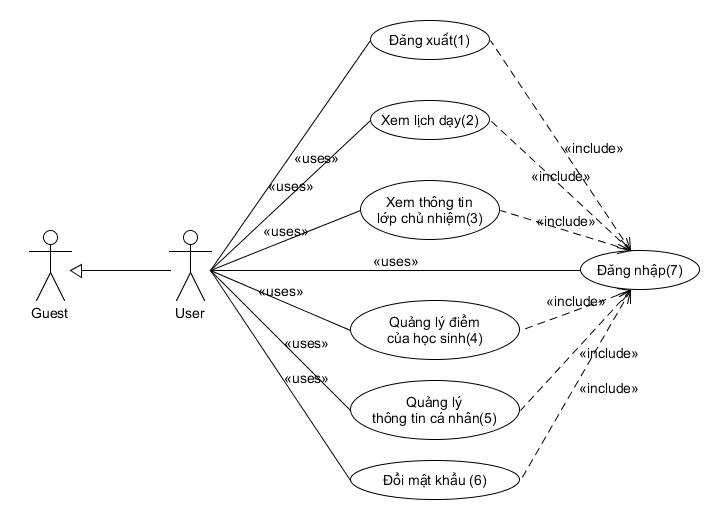 Đăng xuất(1)
Xem lịch dạy(2)
«include»
«uses»
«include»
«uses»
Xem thông tin
lớp chủ nhiệm(3)
«include»
«uses»
«uses»
Đăng nhập(7)
«uses»
«include»
Guest
User
Quảng lý điểm
của học sinh(4)
«uses»
«include»
«uses»
«include»
Quảng lý
thông tin cá nhân(5)
Đồi mật khẩu (6)